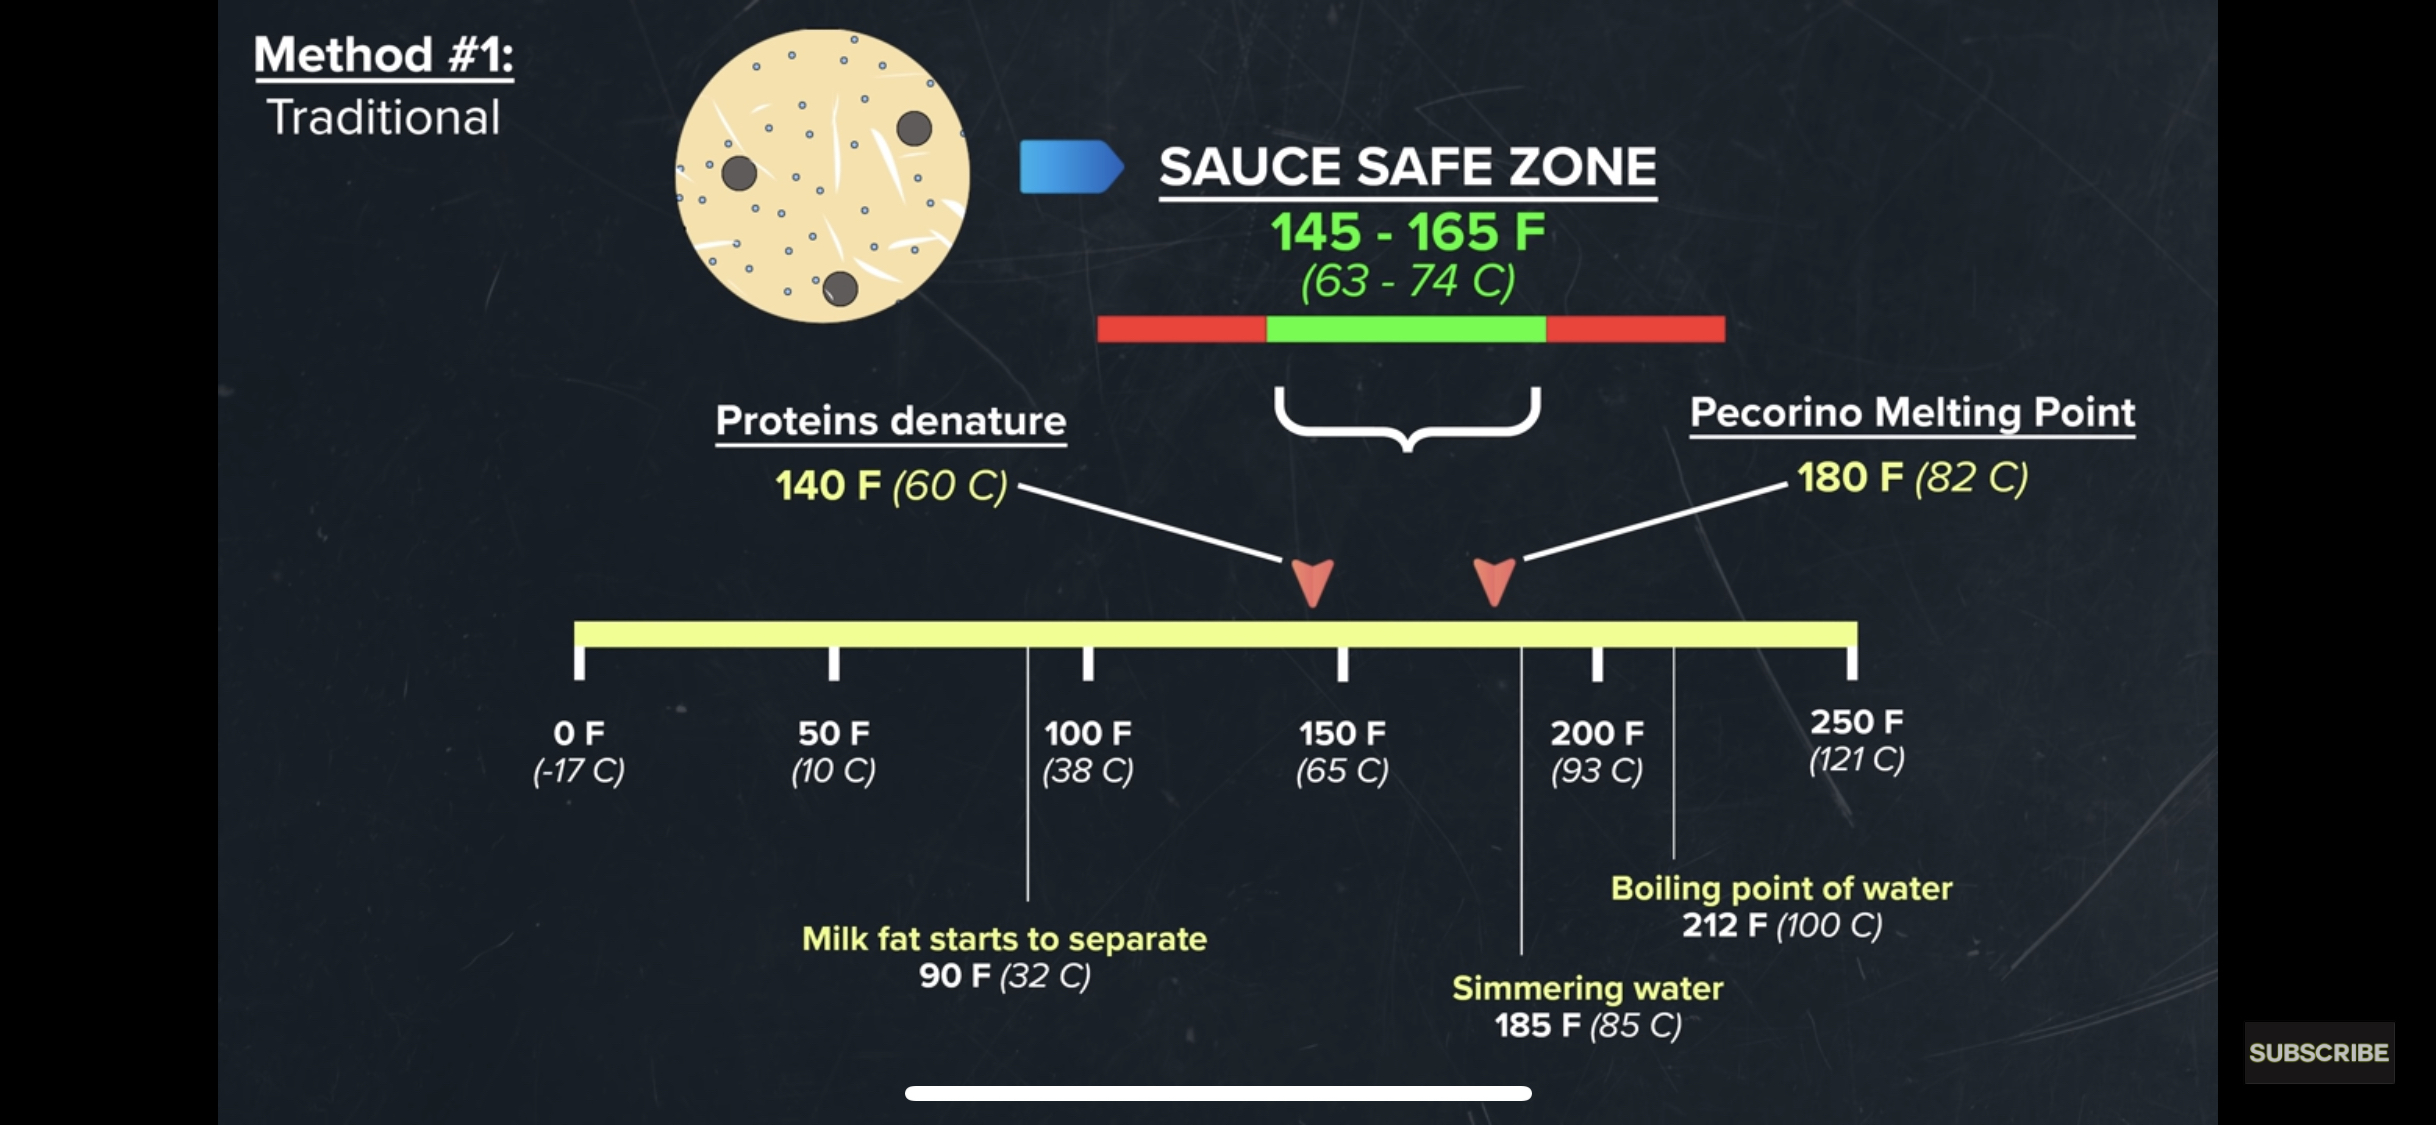 Method #1:
Traditional
SAUCE SAFE ZONE
145 - 165 F
(63 - 74 C)
Proteins denature
140 F (60 C)
Pecorino Melting Point
180 F (82 C)
0 F
(-17 C)
50 F
(10 C)
100 F
(38 C)
150 F
(65 C)
200 F
(93 C)
250 F
(121 C)
Milk fat starts to separate
90 F (32 C)
Boiling point of water
212 F (100 C)
Simmering water
185 F (85 C)
SUBSCRIBE